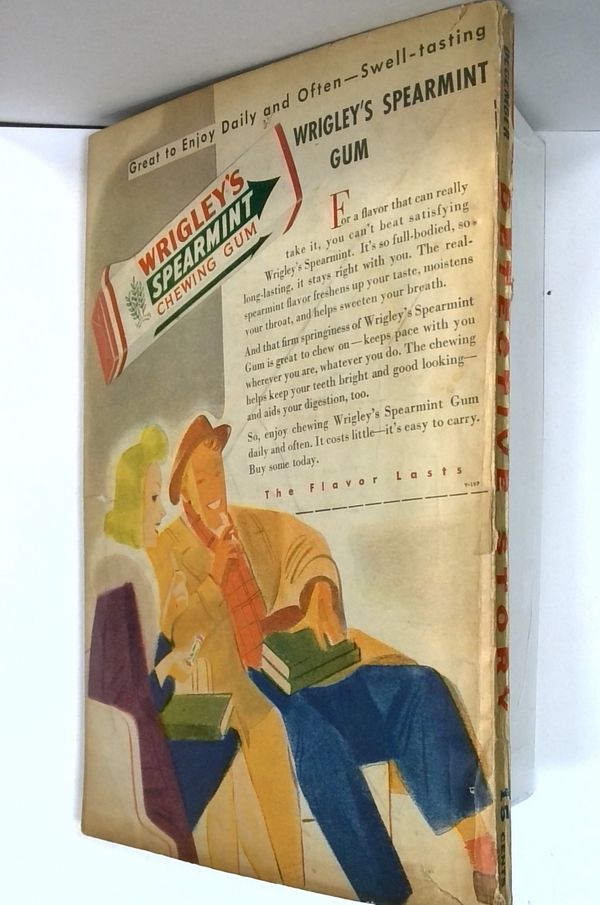 Great to Enjoy Daily and Often—Swell-tasting
WRIGLEY'S SPEARMINT
GUM
WRIGLEY'S
SPEARMINT
CHEWING GUM
For a flavor that can really
take it, you can't beat satisfying
Wrigley's Spearmint. It's so full-bodied, so
long-lasting, it stays right with you. The real-
spearmint flavor freshens up your taste, moistens
your throat, and helps sweeten your breath.
And that firm springiness of Wrigley's Spearmint
Gum is great to chew on—keeps pace with you
wherever you are, whatever you do. The chewing
helps keep your teeth bright and good looking—
and aids your digestion, too.
So, enjoy chewing Wrigley's Spearmint Gum
daily and often. It costs little—it's easy to carry.
Buy some today.
The Flavor Lasts
Y-157
DECEMBER
DETECTIVE STORY
15 CENTS